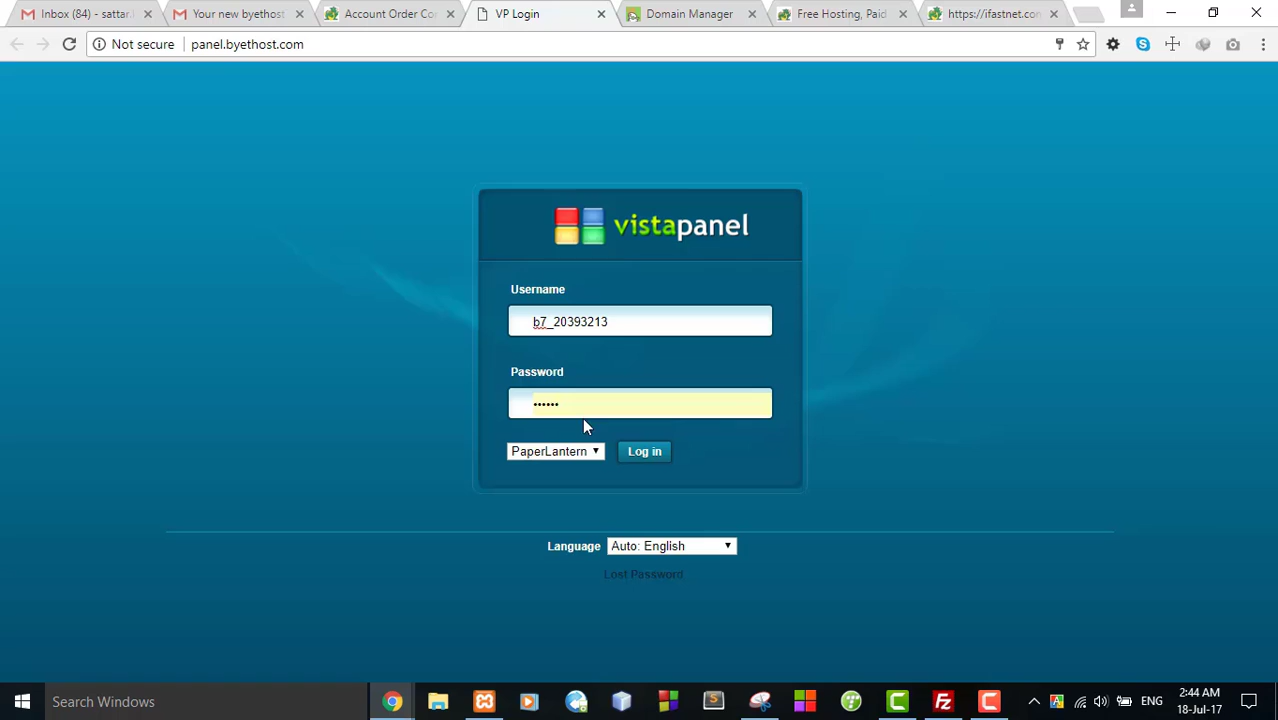 Inbox (84) - sattar.
Your new byethost
Account Order Co
VP Login
Domain Manager
Free Hosting, Paid
https://ifastnet.con
Not secure
panel.byethost.com
vistapanel
Username
b7_20393213
Password
••••••
PaperLantern
Log in
Language
Auto: English
Lost Password
Search Windows
ENG
2:44 AM
18-Jul-17